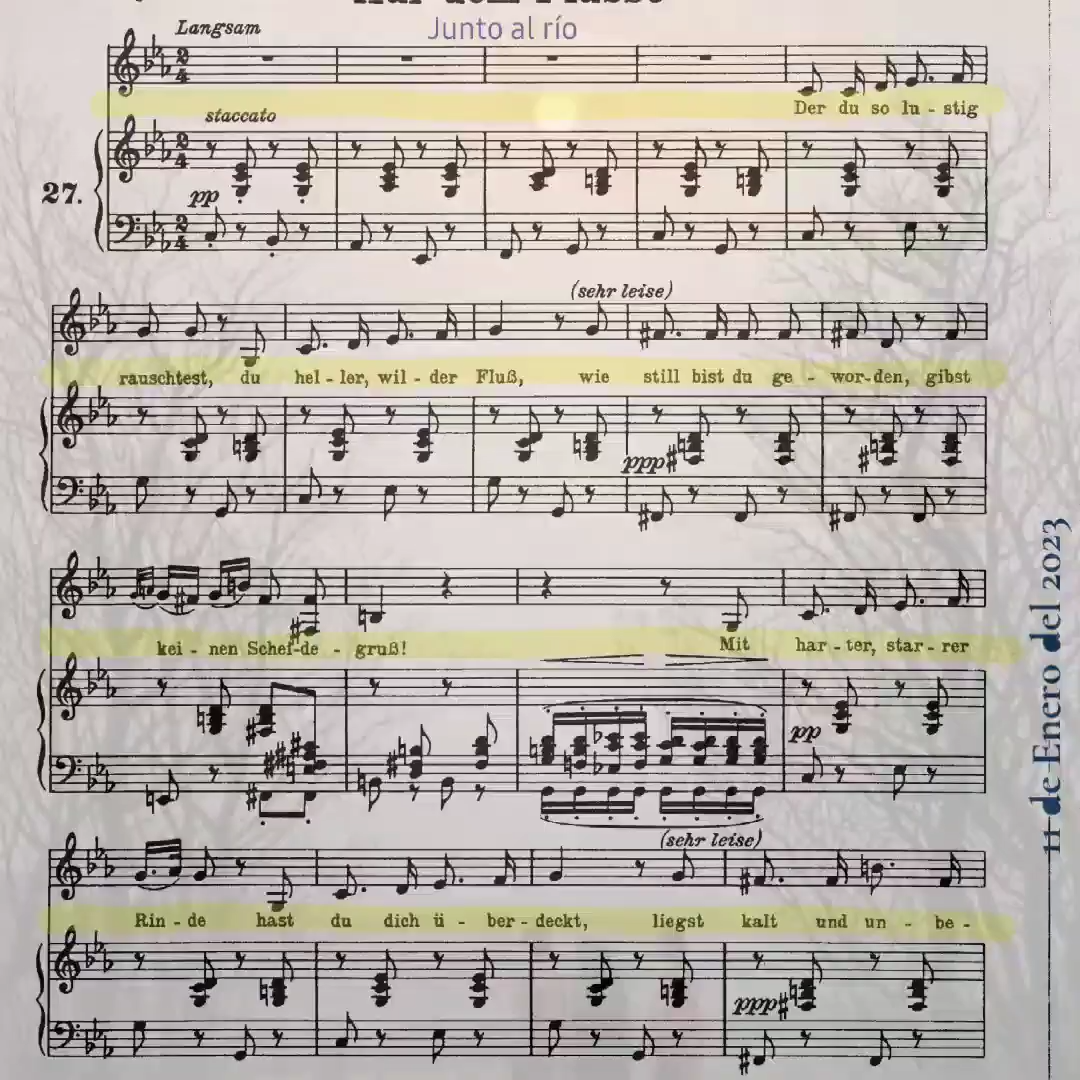 Auf dem Flusse
Junto al río
Langsam
Der du so lu - stig
staccato
27.
pp
(sehr leise)
rauschtest, du hel - ler, wil - der Fluß, wie still bist du ge - wor - den, gibst
ppp
kei - nen Schei-de - gruß! Mit har - ter, star - rer
pp
(sehr leise)
Rin - de hast du dich ü - ber - deckt, liegst kalt und un - be -
ppp
11 de Enero del 2023